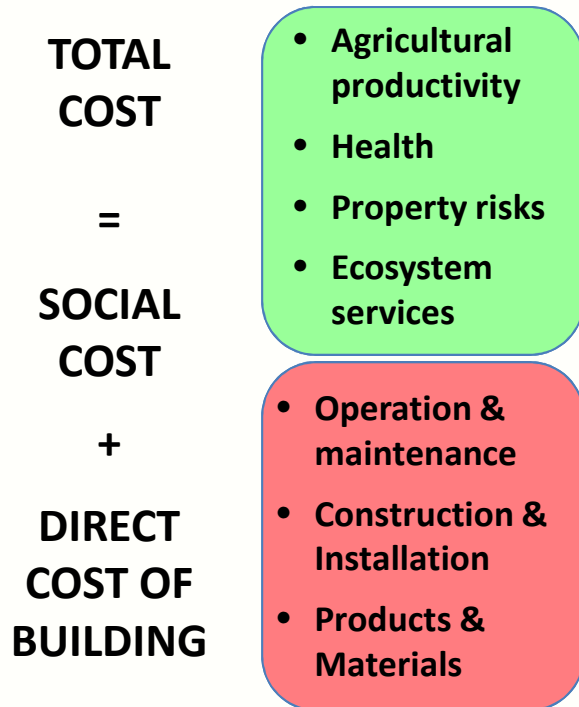 TOTAL
COST
=
SOCIAL
COST
+
DIRECT
COST OF
BUILDING
• Agricultural
productivity
• Health
• Property risks
• Ecosystem
services
• Operation &
maintenance
• Construction &
Installation
• Products &
Materials